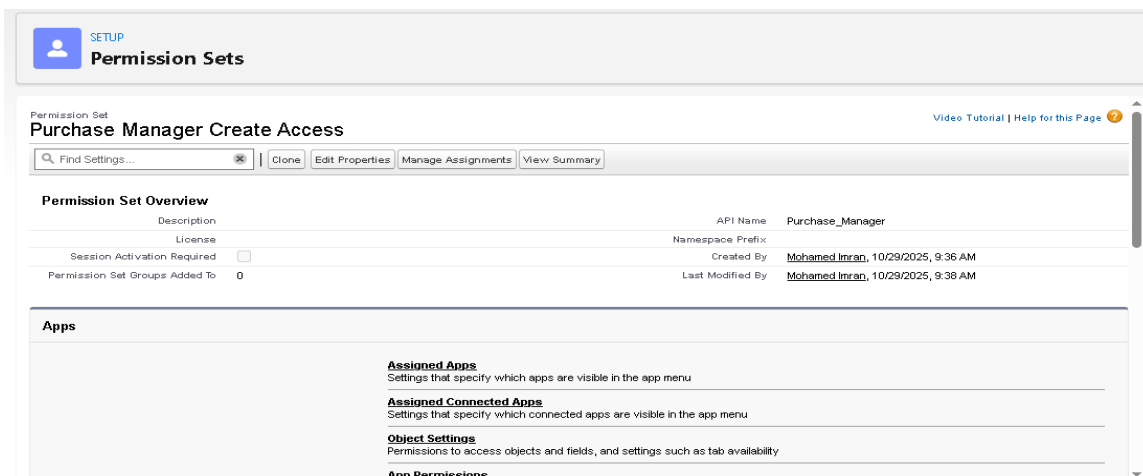 SETUP
Permission Sets
Permission Set
Purchase Manager Create Access
Video Tutorial | Help for this Page ?
Find Settings...
Clone
Edit Properties
Manage Assignments
View Summary
Permission Set Overview
Description
API Name Purchase_Manager
License
Namespace Prefix
Session Activation Required
Created By Mohamed Imran, 10/29/2025, 9:36 AM
Permission Set Groups Added To 0
Last Modified By Mohamed Imran, 10/29/2025, 9:38 AM
Apps
Assigned Apps
Settings that specify which apps are visible in the app menu
Assigned Connected Apps
Settings that specify which connected apps are visible in the app menu
Object Settings
Permissions to access objects and fields, and settings such as tab availability
App Permissions